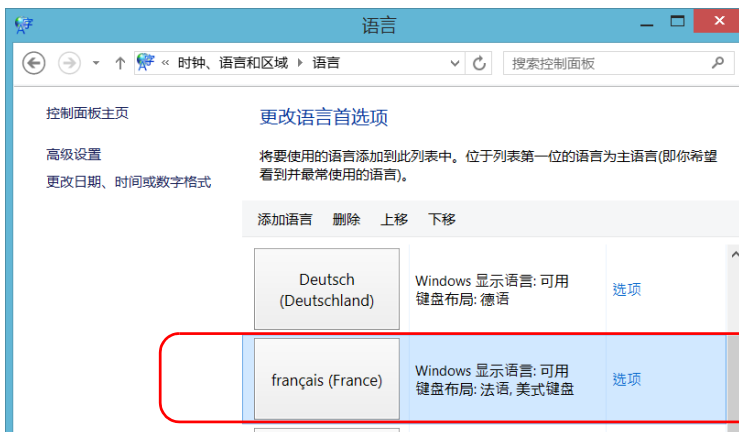 语言
« 时钟、语言和区域 ▸ 语言
搜索控制面板
控制面板主页
高级设置
更改日期、时间或数字格式
更改语言首选项
将要使用的语言添加到此列表中。位于列表第一位的语言为主语言(即你希望
看到并最常使用的语言)。
添加语言 删除 上移 下移
Deutsch
(Deutschland)
Windows 显示语言: 可用
键盘布局: 德语
选项
français (France)
Windows 显示语言: 可用
键盘布局: 法语, 美式键盘
选项